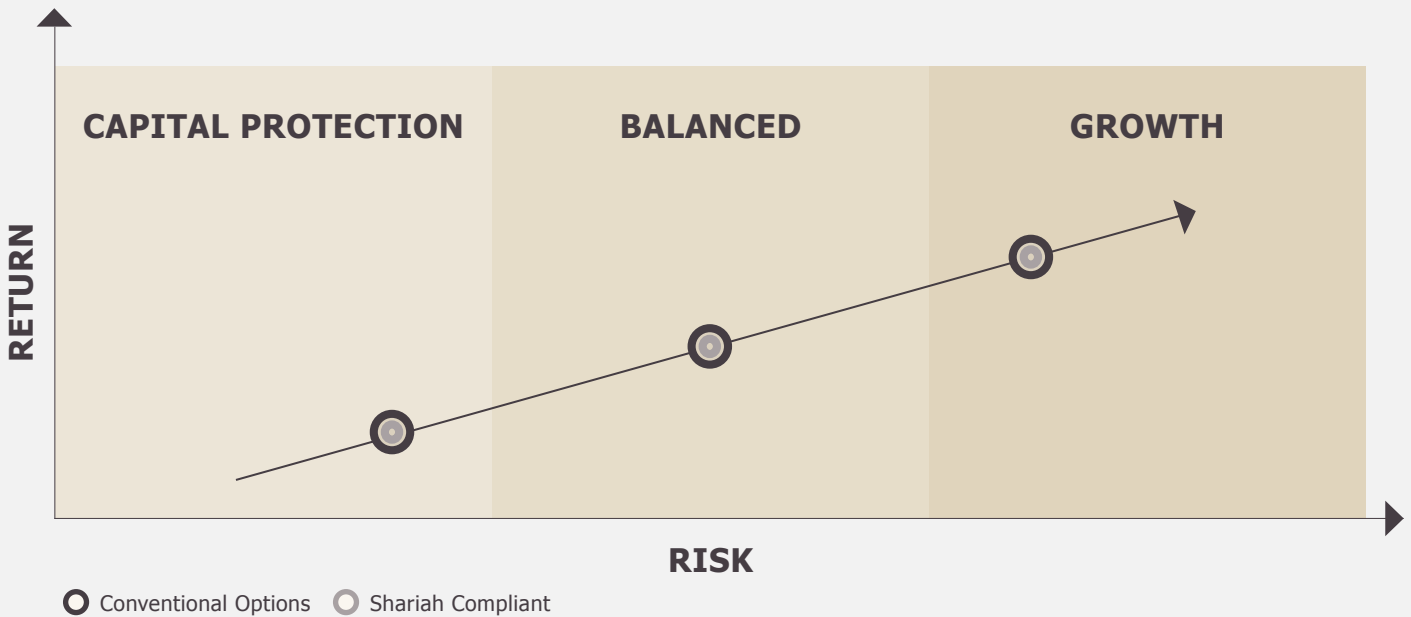 CAPITAL PROTECTION
BALANCED
GROWTH
RETURN
RISK
Conventional Options
Shariah Compliant